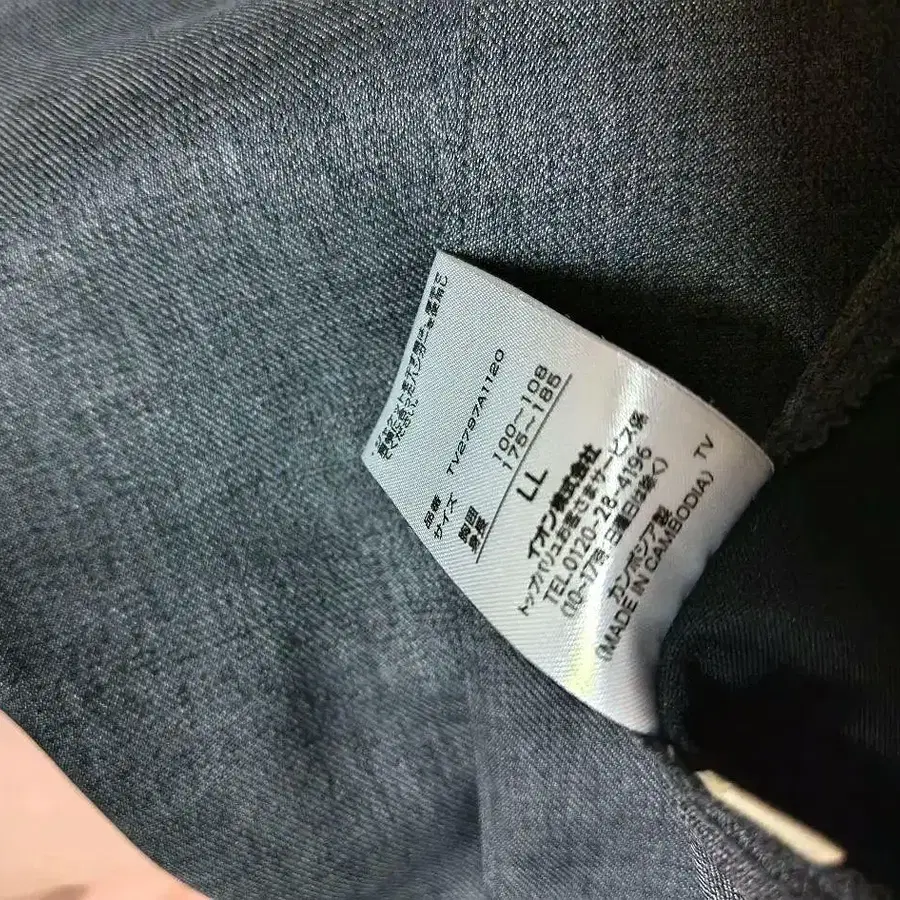 品番 TV2797A1120
サイズ
胸囲 100〜108
身長 175〜185
LL
イオン株式会社
トップバリュお客さまサービス係
TEL.0120-28-4196
(10〜17時:日曜日は除く)
カンボジア製
(MADE IN CAMBODIA) TV